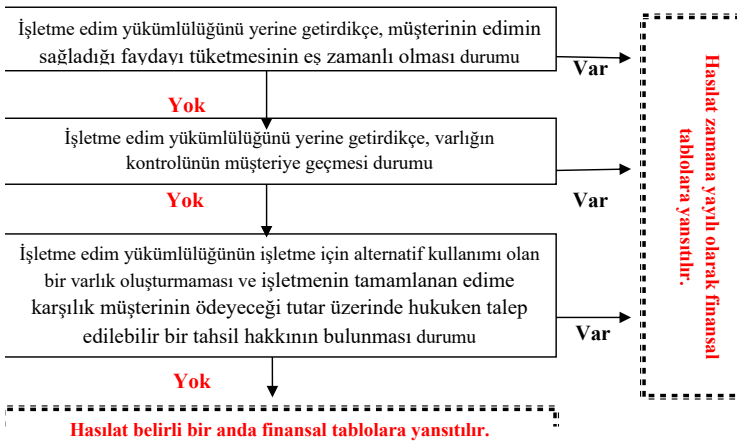 İşletme edim yükümlülüğünü yerine getirdikçe, müşterinin edimin
sağladığı faydayı tüketmesinin eş zamanlı olması durumu
Var
Yok
İşletme edim yükümlülüğünü yerine getirdikçe, varlığın
kontrolünün müşteriye geçmesi durumu
Var
Yok
İşletme edim yükümlülüğünün işletme için alternatif kullanımı olan
bir varlık oluşturmaması ve işletmenin tamamlanan edime
karşılık müşterinin ödeyeceği tutar üzerinde hukuken talep
edilebilir bir tahsil hakkının bulunması durumu
Var
Yok
Hasılat belirli bir anda finansal tablolara yansıtılır.
Hasılat zamana yayılı olarak finansal
tablolara yansıtılır.